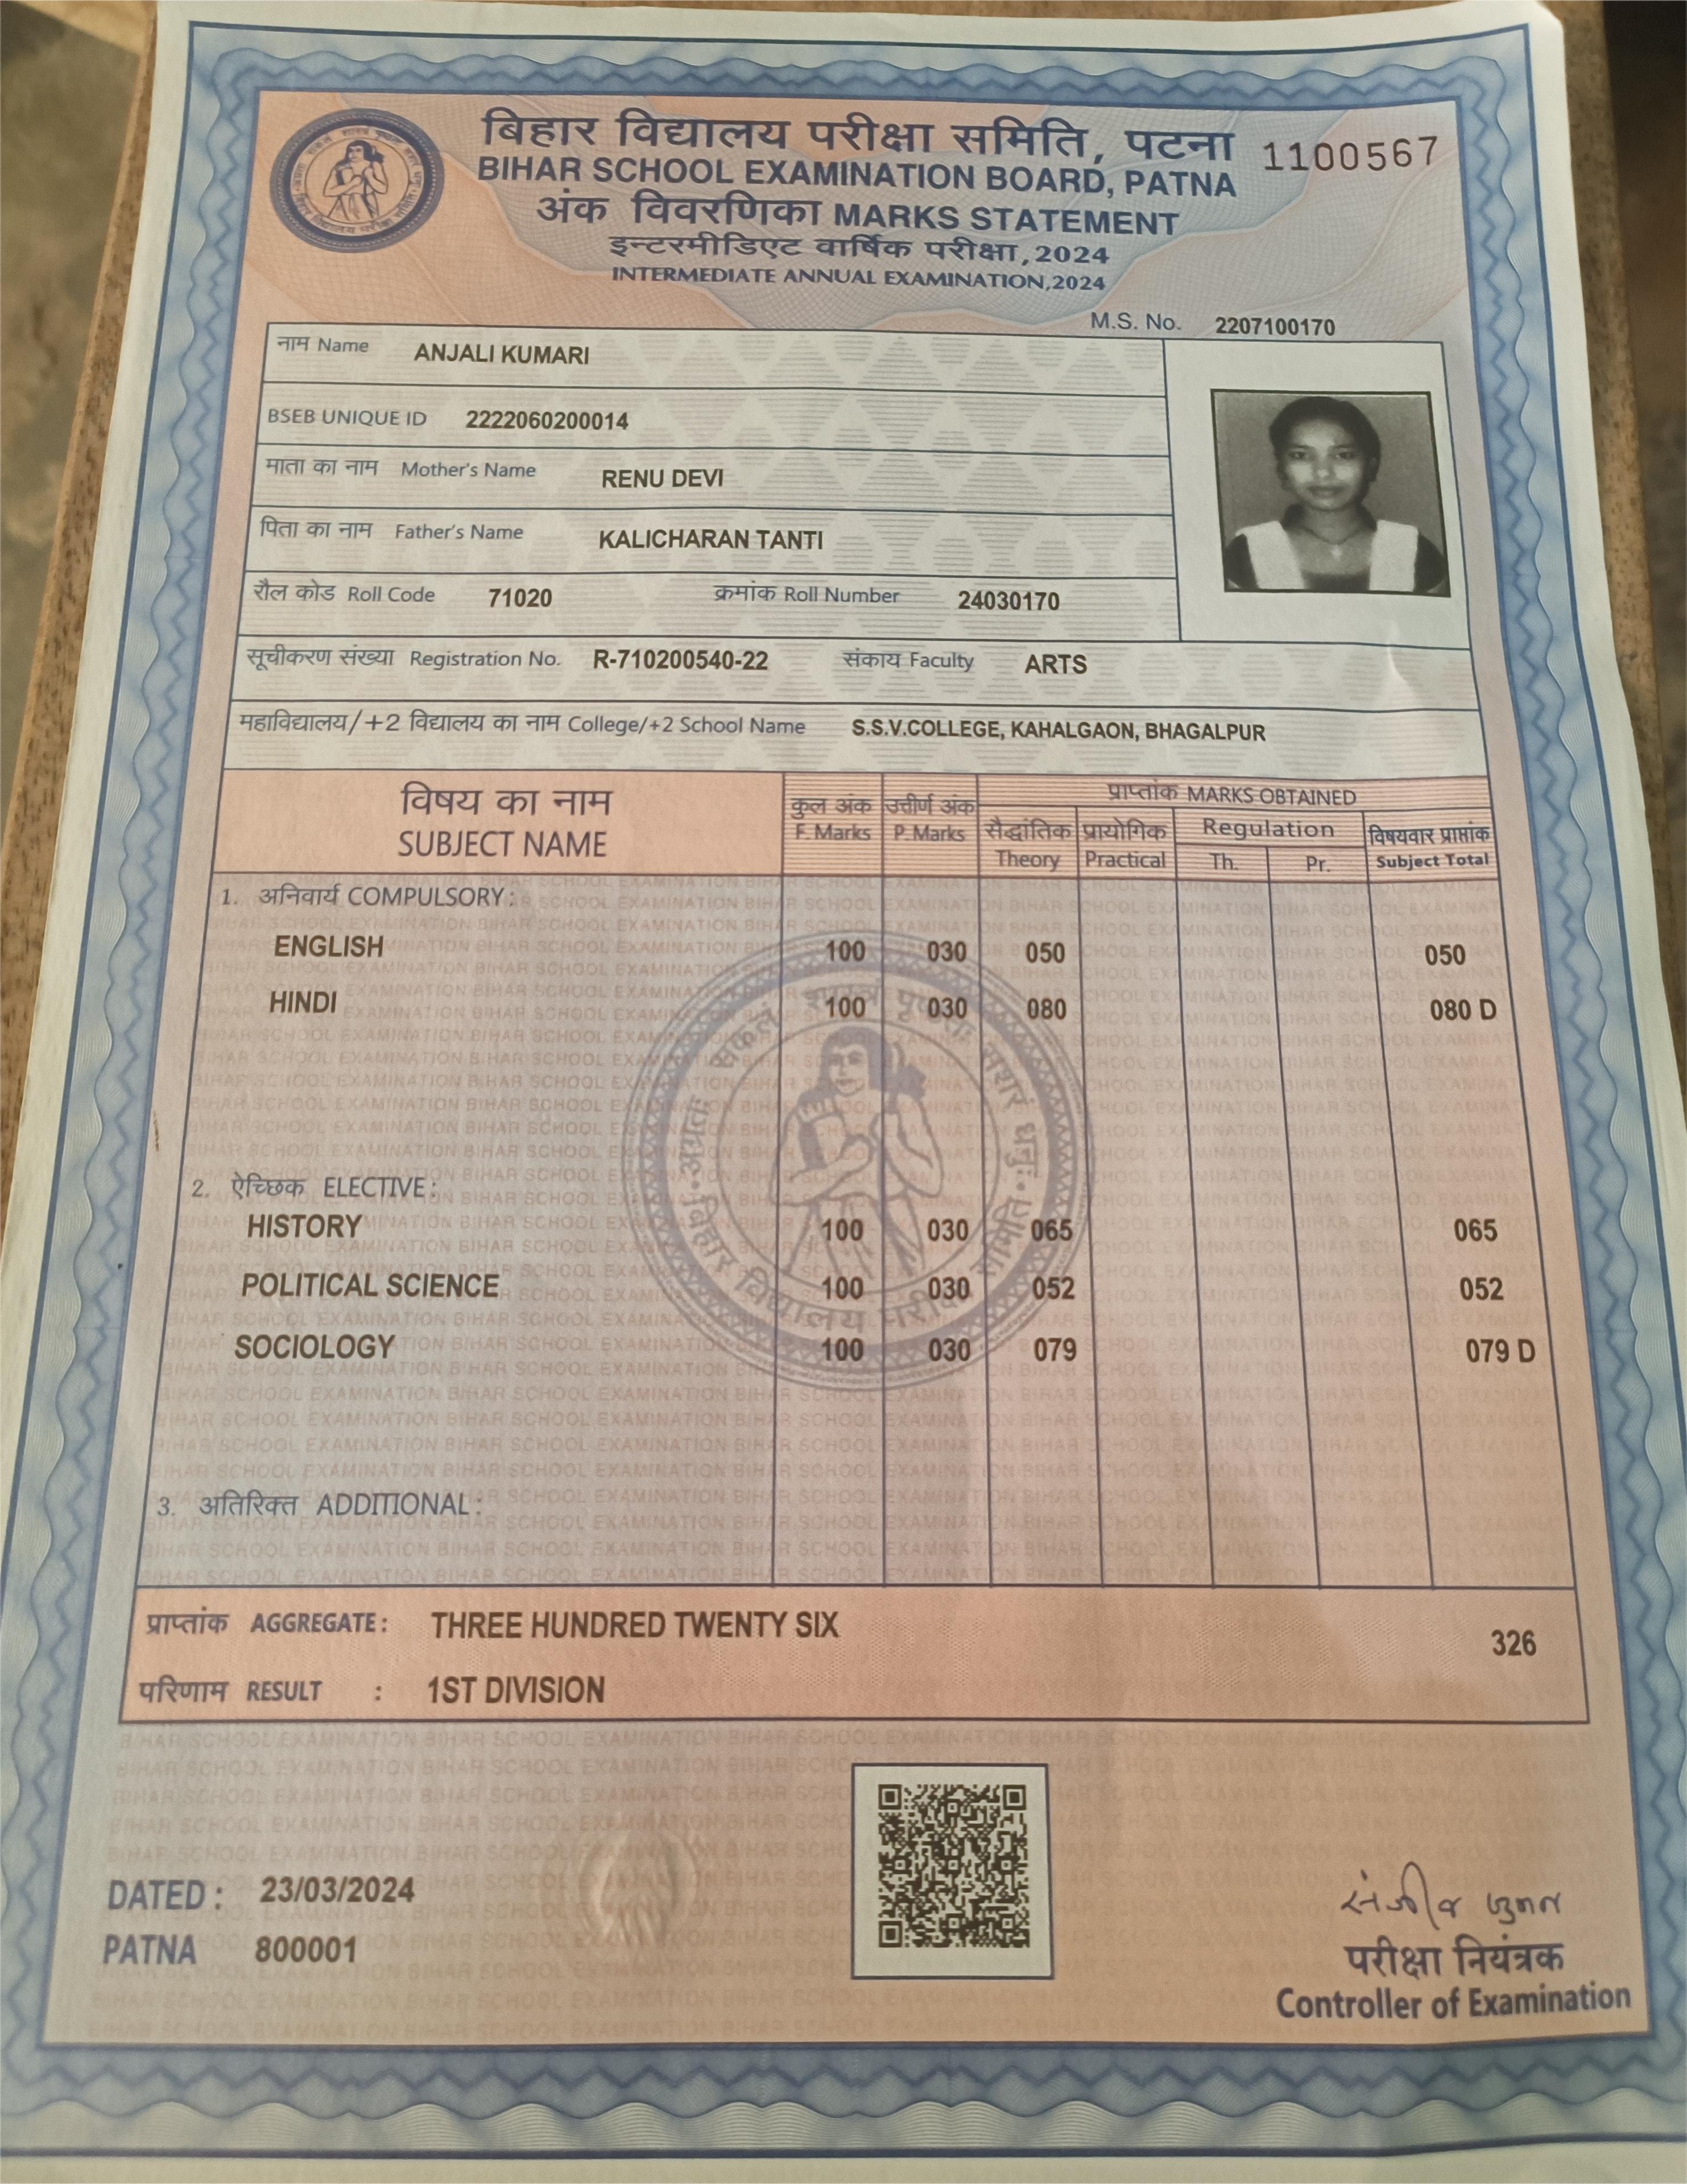 बिहार विद्यालय परीक्षा समिति, पटना
1100567
BIHAR SCHOOL EXAMINATION BOARD, PATNA
अंक विवरणिका MARKS STATEMENT
इन्टरमीडिएट वार्षिक परीक्षा,2024
INTERMEDIATE ANNUAL EXAMINATION,2024
M.S. No. 2207100170
नाम Name ANJALI KUMARI
BSEB UNIQUE ID 2222060200014
माता का नाम Mother's Name RENU DEVI
पिता का नाम Father's Name KALICHARAN TANTI
रौल कोड Roll Code 71020 क्रमांक Roll Number 24030170
सूचीकरण संख्या Registration No. R-710200540-22 संकाय Faculty ARTS
महाविद्यालय/+2 विद्यालय का नाम College/+2 School Name S.S.V.COLLEGE, KAHALGAON, BHAGALPUR
विषय का नाम कुल अंक उत्तीर्ण अंक प्राप्तांक MARKS OBTAINED
SUBJECT NAME F. Marks P. Marks सैद्धांतिक प्रायोगिक Regulation विषयवार प्राप्तांक
Theory Practical Th. Pr. Subject Total
1. अनिवार्य COMPULSORY:
ENGLISH 100 030 050 050
HINDI 100 030 080 080 D
2. ऐच्छिक ELECTIVE:
HISTORY 100 030 065 065
POLITICAL SCIENCE 100 030 052 052
SOCIOLOGY 100 030 079 079 D
3. अतिरिक्त ADDITIONAL:
प्राप्तांक AGGREGATE: THREE HUNDRED TWENTY SIX 326
परिणाम RESULT : 1ST DIVISION
DATED : 23/03/2024
PATNA 800001
परीक्षा नियंत्रक
Controller of Examination